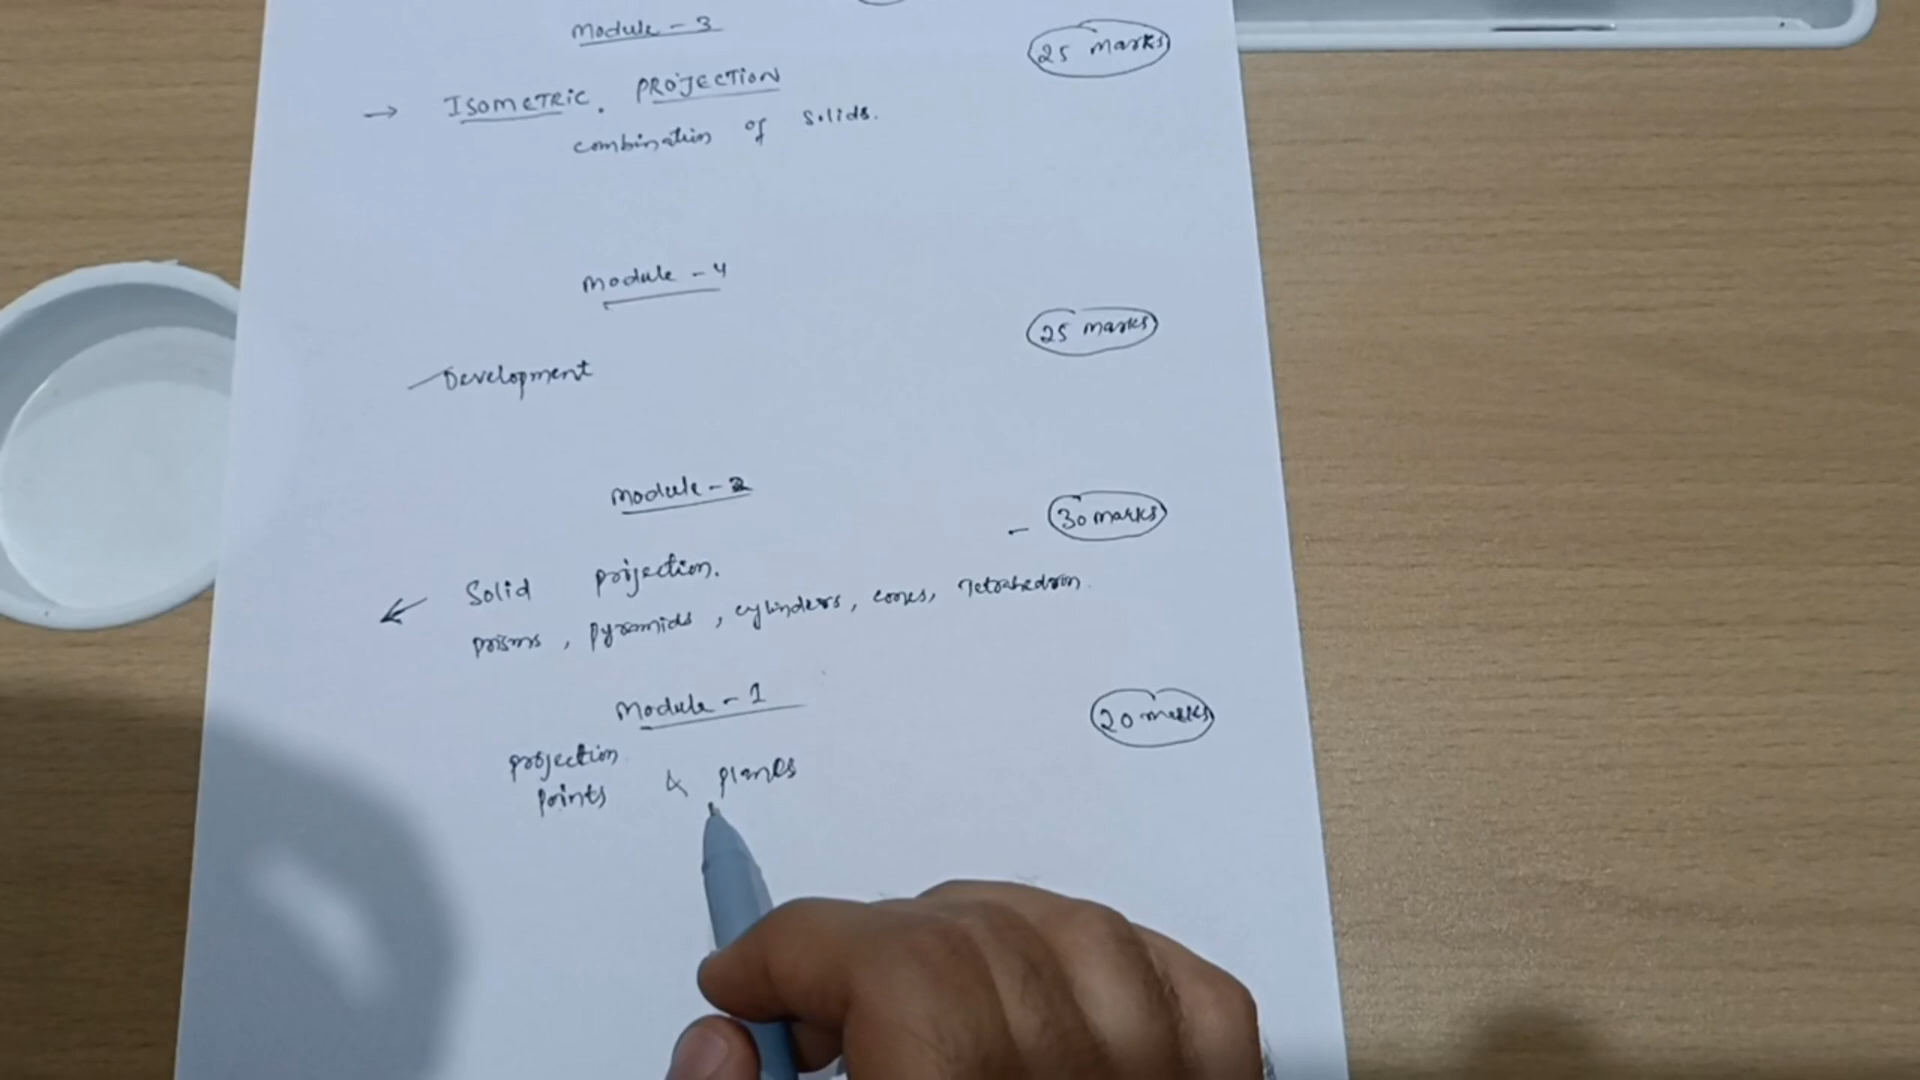 Module - 3
25 marks
→ ISOMETRIC. PROJECTION
combination of solids.
Module - 4
25 marks
Development
Module - 2
- 30 marks
Solid projection.
prisms, pyramids, cylinders, cones, Tetrahedron.
Module - 1
20 marks
projection
points & planes